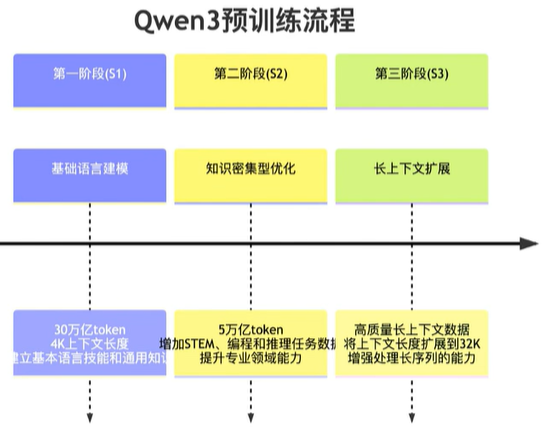 Qwen3预训练流程
第一阶段(S1)
第二阶段(S2)
第三阶段(S3)
基础语言建模
知识密集型优化
长上下文扩展
30万亿token
4K上下文长度
建立基本语言技能和通用知识
5万亿token
增加STEM、编程和推理任务数据
提升专业领域能力
高质量长上下文数据
将上下文长度扩展到32K
增强处理长序列的能力